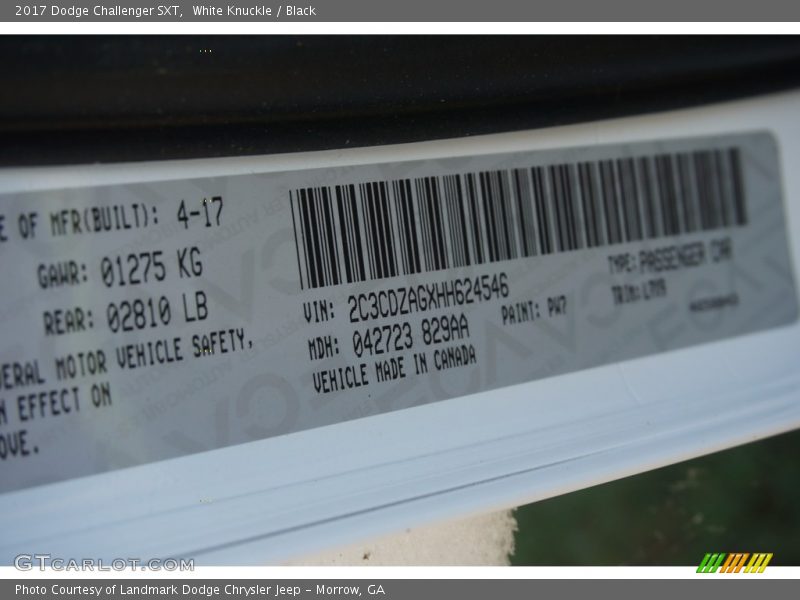 2017 Dodge Challenger SXT, White Knuckle / Black
E OF MFR(BUILT): 4-17
GAWR: 01275 KG
REAR: 02810 LB
ERAL MOTOR VEHICLE SAFETY,
N EFFECT ON
OVE.
VIN: 2C3CDZAGXHH624546
MDH: 042723 829AA
VEHICLE MADE IN CANADA
PAINT: PW7
TYPE: PASSENGER CAR
TRIM:
GTcarlot.com
Photo Courtesy of Landmark Dodge Chrysler Jeep – Morrow, GA